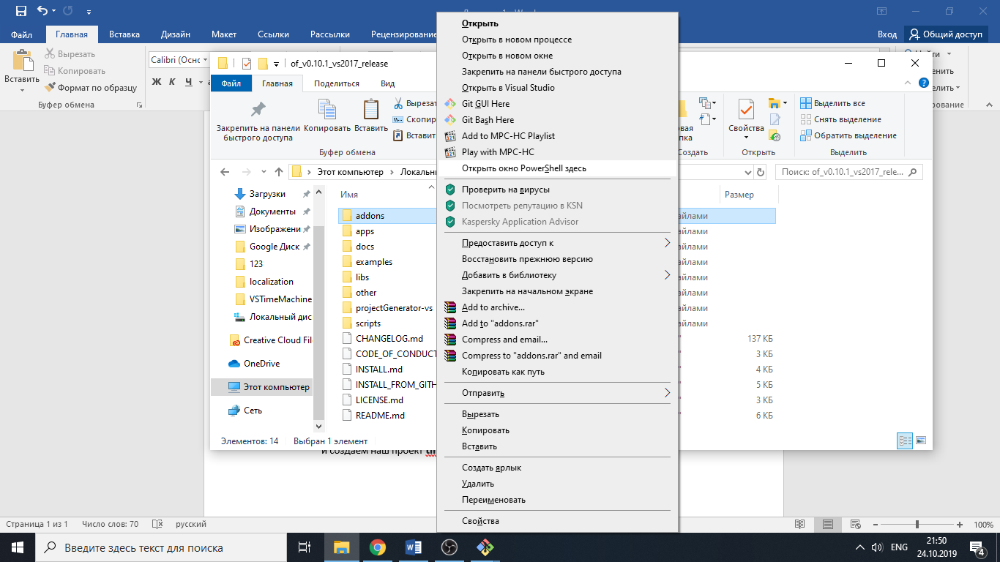 Файл
Главная
Вставка
Дизайн
Макет
Ссылки
Рассылки
Рецензирование
Вход
Общий доступ
Вставить
Вырезать
Копировать
Формат по образцу
Буфер обмена
Calibri (Осно
Ж К Ч
of_v0.10.1_vs2017_release
Файл
Главная
Поделиться
Вид
Закрепить на панели
быстрого доступа
Копировать
Вставить
Вырезать
Буфер обмена
Создать
Свойства
Открыть
Выделить все
Снять выделение
Обратить выделение
Выделить
Этот компьютер
Поиск: of_v0.10.1_vs2017_rele...
Имя
Размер
Загрузки
Документы
Изображени
Google Диск
123
localization
VSTimeMachine
Локальный дис
Creative Cloud Fil
OneDrive
Этот компьютер
Сеть
addons
apps
docs
examples
libs
other
projectGenerator-vs
scripts
CHANGELOG.md
CODE_OF_CONDUCT
INSTALL.md
INSTALL_FROM_GITH
LICENSE.md
README.md
айлами
айлами
айлами
айлами
айлами
айлами
айлами
айлами
137 КБ
3 КБ
4 КБ
5 КБ
3 КБ
6 КБ
Элементов: 14
Выбран 1 элемент
Открыть
Открыть в новом процессе
Открыть в новом окне
Закрепить на панели быстрого доступа
Открыть в Visual Studio
Git GUI Here
Git Bash Here
Add to MPC-HC Playlist
Play with MPC-HC
Открыть окно PowerShell здесь
Проверить на вирусы
Посмотреть репутацию в KSN
Kaspersky Application Advisor
Предоставить доступ к
Восстановить прежнюю версию
Добавить в библиотеку
Закрепить на начальном экране
Add to archive...
Add to "addons.rar"
Compress and email...
Compress to "addons.rar" and email
Копировать как путь
Отправить
Вырезать
Копировать
Вставить
Создать ярлык
Удалить
Переименовать
Свойства
и создаем наш проект
Страница 1 из 1
Число слов: 70
русский
100%
Введите здесь текст для поиска
ENG
21:50
24.10.2019
4